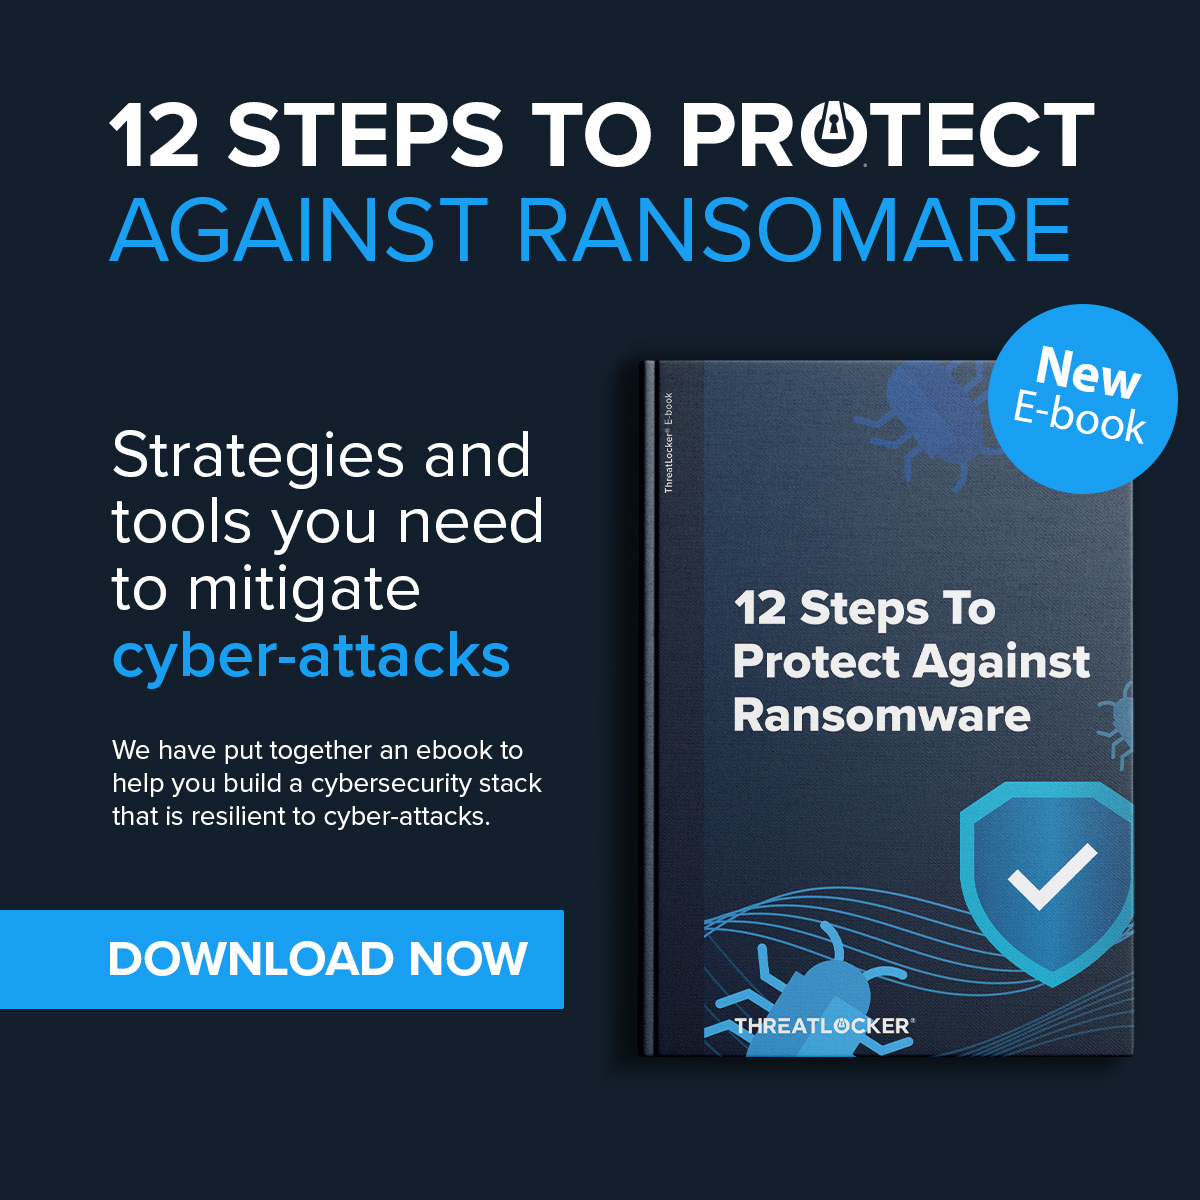 12 STEPS TO PROTECT
AGAINST RANSOMARE
New
E-book
Strategies and
tools you need
to mitigate
cyber-attacks
We have put together an ebook to
help you build a cybersecurity stack
that is resilient to cyber-attacks.
DOWNLOAD NOW
ThreatLocker® E-book
12 Steps To
Protect Against
Ransomware
THREATLOCKER®